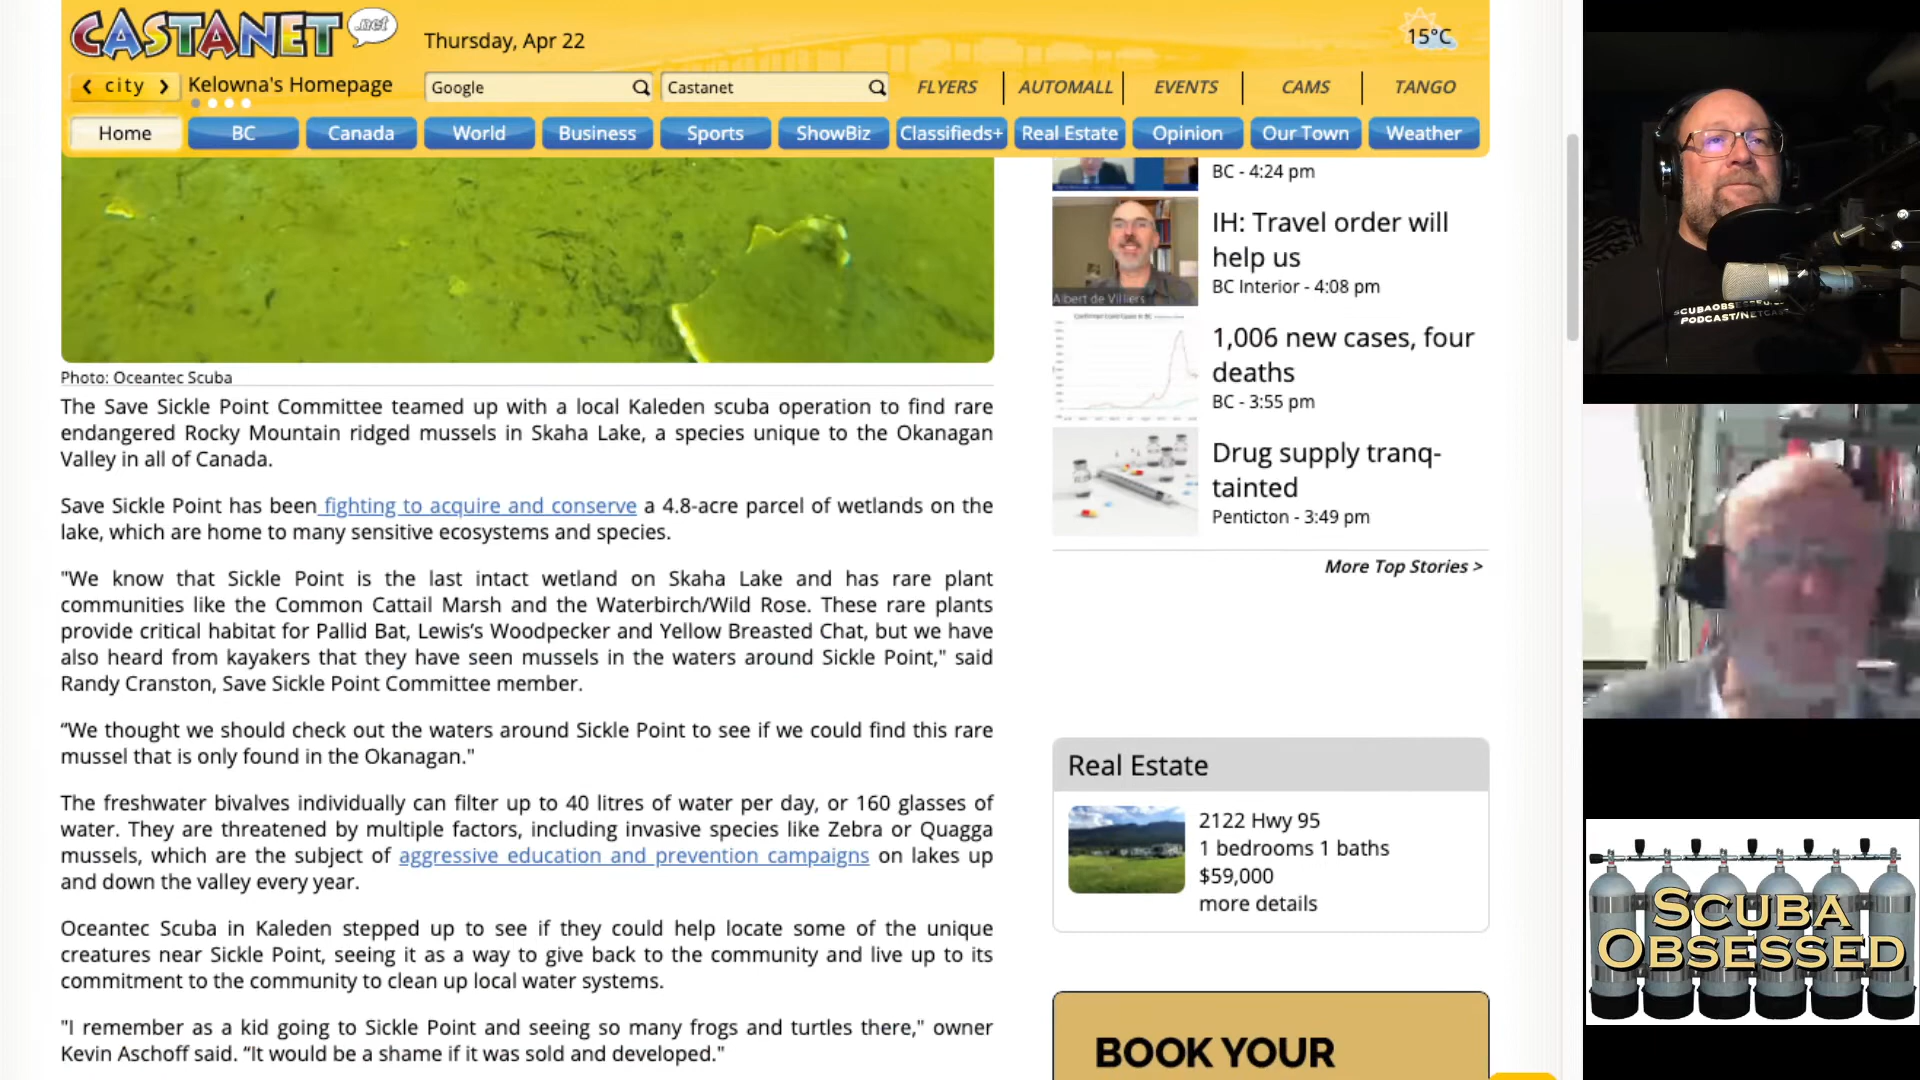 CASTANET .net
Thursday, Apr 22
15°C
city
Kelowna's Homepage
Google
Castanet
FLYERS
AUTOMALL
EVENTS
CAMS
TANGO
Home
BC
Canada
World
Business
Sports
ShowBiz
Classifieds+
Real Estate
Opinion
Our Town
Weather
Photo: Oceantec Scuba
The Save Sickle Point Committee teamed up with a local Kaleden scuba operation to find rare
endangered Rocky Mountain ridged mussels in Skaha Lake, a species unique to the Okanagan
Valley in all of Canada.
Save Sickle Point has been fighting to acquire and conserve a 4.8-acre parcel of wetlands on the
lake, which are home to many sensitive ecosystems and species.
"We know that Sickle Point is the last intact wetland on Skaha Lake and has rare plant
communities like the Common Cattail Marsh and the Waterbirch/Wild Rose. These rare plants
provide critical habitat for Pallid Bat, Lewis's Woodpecker and Yellow Breasted Chat, but we have
also heard from kayakers that they have seen mussels in the waters around Sickle Point," said
Randy Cranston, Save Sickle Point Committee member.
“We thought we should check out the waters around Sickle Point to see if we could find this rare
mussel that is only found in the Okanagan."
The freshwater bivalves individually can filter up to 40 litres of water per day, or 160 glasses of
water. They are threatened by multiple factors, including invasive species like Zebra or Quagga
mussels, which are the subject of aggressive education and prevention campaigns on lakes up
and down the valley every year.
Oceantec Scuba in Kaleden stepped up to see if they could help locate some of the unique
creatures near Sickle Point, seeing it as a way to give back to the community and live up to its
commitment to the community to clean up local water systems.
"I remember as a kid going to Sickle Point and seeing so many frogs and turtles there," owner
Kevin Aschoff said. “It would be a shame if it was sold and developed."
BC - 4:24 pm
Albert de Villiers
IH: Travel order will
help us
BC Interior - 4:08 pm
1,006 new cases, four
deaths
BC - 3:55 pm
Drug supply tranq-
tainted
Penticton - 3:49 pm
More Top Stories >
Real Estate
2122 Hwy 95
1 bedrooms 1 baths
$59,000
more details
BOOK YOUR
PODCAST/NETCAST
SCUBA
OBSESSED